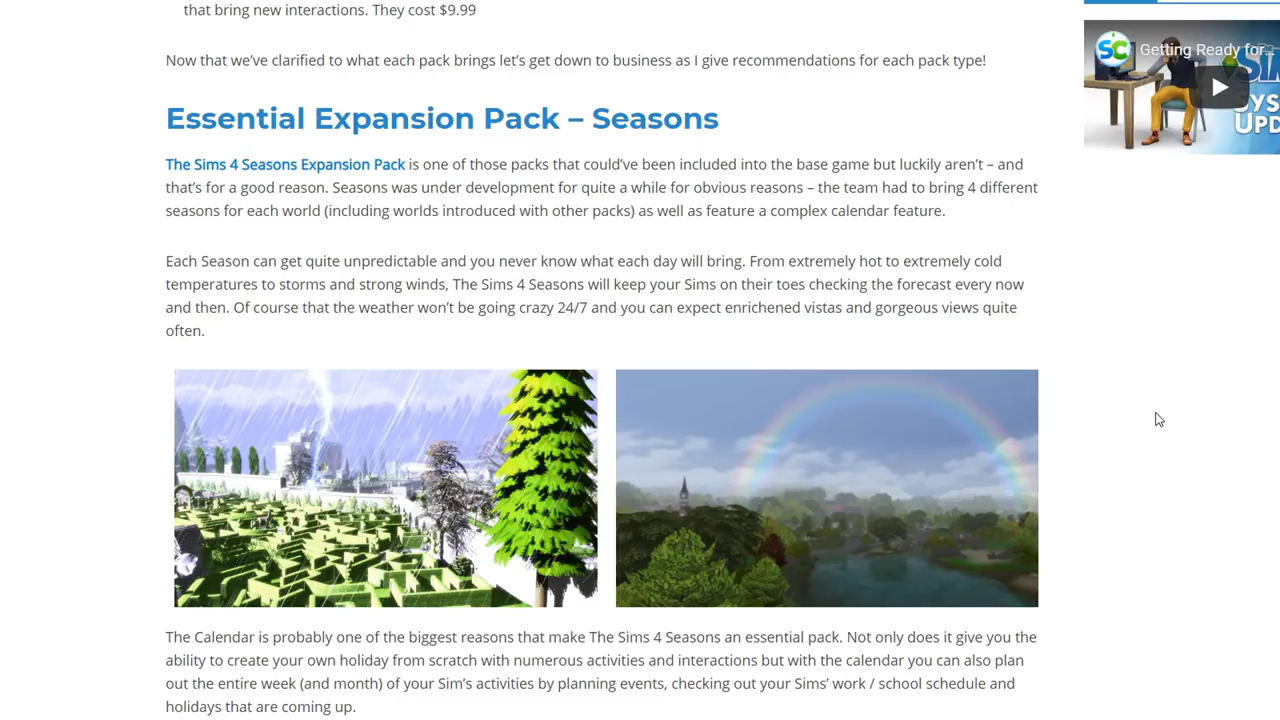 that bring new interactions. They cost $9.99
Now that we’ve clarified to what each pack brings let’s get down to business as I give recommendations for each pack type!
Essential Expansion Pack – Seasons
The Sims 4 Seasons Expansion Pack is one of those packs that could’ve been included into the base game but luckily aren’t – and
that’s for a good reason. Seasons was under development for quite a while for obvious reasons – the team had to bring 4 different
seasons for each world (including worlds introduced with other packs) as well as feature a complex calendar feature.
Each Season can get quite unpredictable and you never know what each day will bring. From extremely hot to extremely cold
temperatures to storms and strong winds, The Sims 4 Seasons will keep your Sims on their toes checking the forecast every now
and then. Of course that the weather won’t be going crazy 24/7 and you can expect enrichened vistas and gorgeous views quite
often.
The Calendar is probably one of the biggest reasons that make The Sims 4 Seasons an essential pack. Not only does it give you the
ability to create your own holiday from scratch with numerous activities and interactions but with the calendar you can also plan
out the entire week (and month) of your Sim’s activities by planning events, checking out your Sims’ work / school schedule and
holidays that are coming up.
SC Getting Ready for...